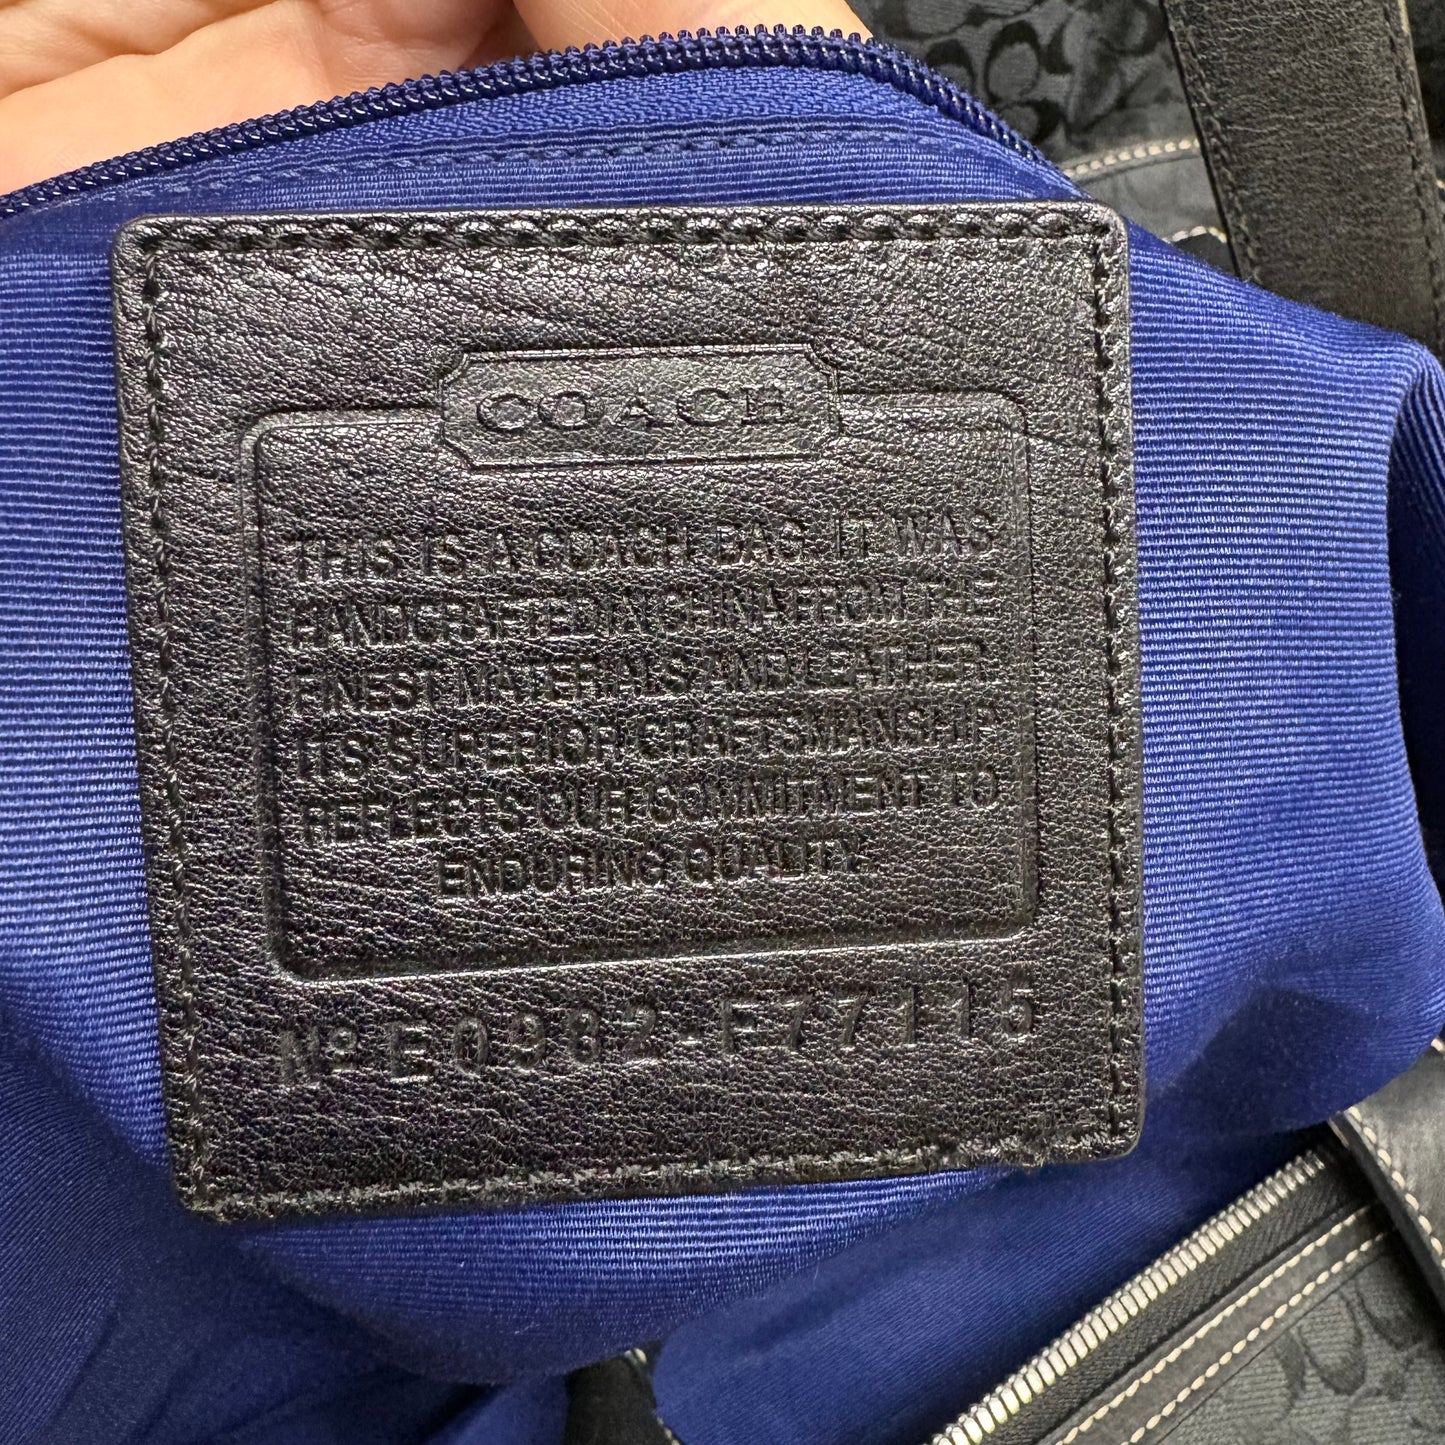 COACH
THIS IS A COACH BAG. IT WAS
HANDCRAFTED IN CHINA FROM THE
FINEST MATERIALS AND LEATHER.
ITS SUPERIOR CRAFTSMANSHIP
REFLECTS OUR COMMITMENT TO
ENDURING QUALITY.
Nº E0982-F77115